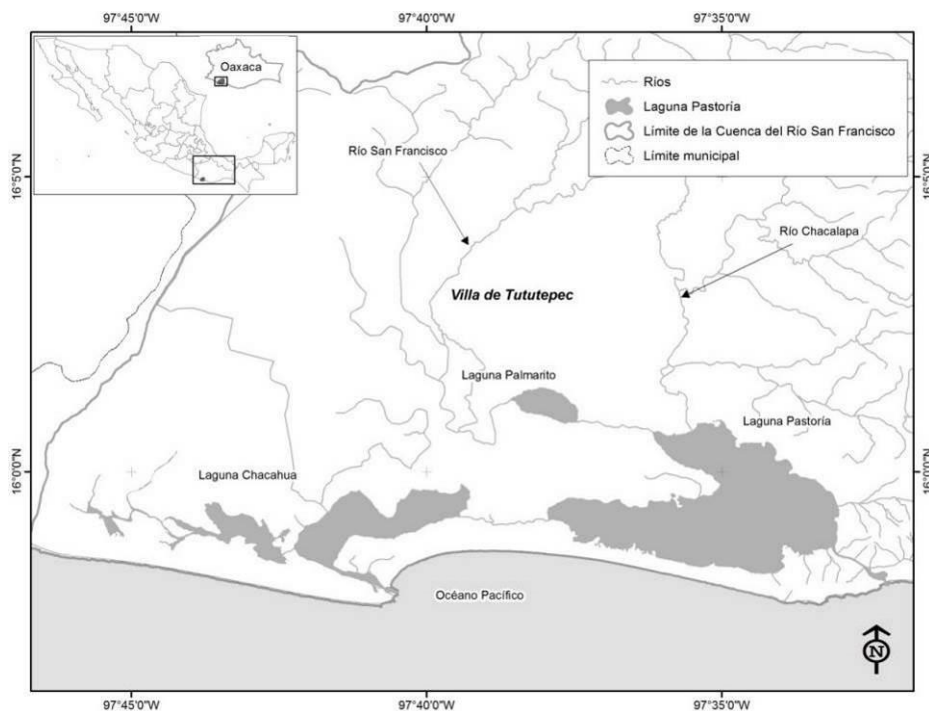 97°45'0"W 97°40'0"W 97°35'0"W
Oaxaca
Ríos
Laguna Pastoría
Límite de la Cuenca del Río San Francisco
Límite municipal
Río San Francisco
16°5'0"N 16°5'0"N
Río Chacalapa
Villa de Tututepec
Laguna Palmarito
Laguna Pastoría
Laguna Chacahua
16°0'0"N 16°0'0"N
Océano Pacífico
N
97°45'0"W 97°40'0"W 97°35'0"W